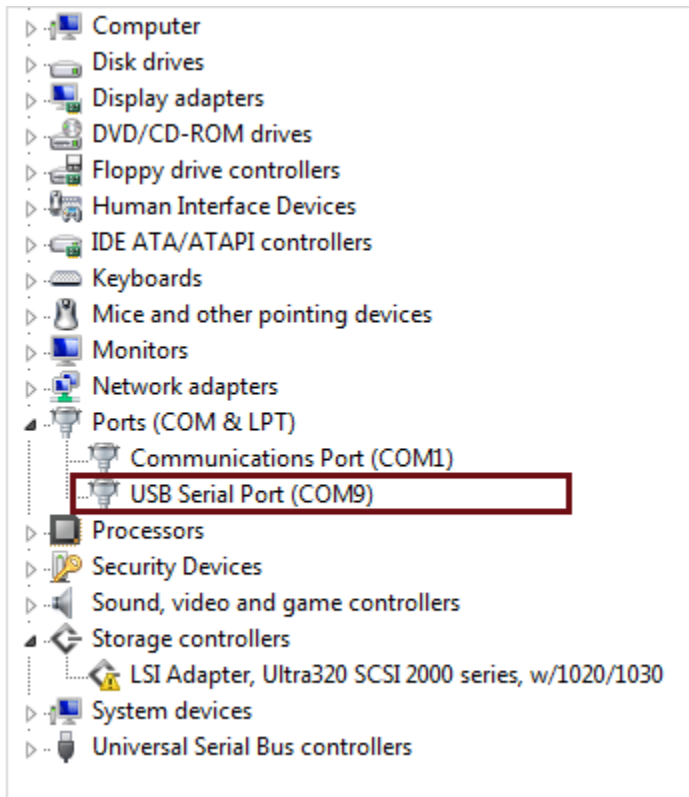 Computer
Disk drives
Display adapters
DVD/CD-ROM drives
Floppy drive controllers
Human Interface Devices
IDE ATA/ATAPI controllers
Keyboards
Mice and other pointing devices
Monitors
Network adapters
Ports (COM & LPT)
Communications Port (COM1)
USB Serial Port (COM9)
Processors
Security Devices
Sound, video and game controllers
Storage controllers
LSI Adapter, Ultra320 SCSI 2000 series, w/1020/1030
System devices
Universal Serial Bus controllers